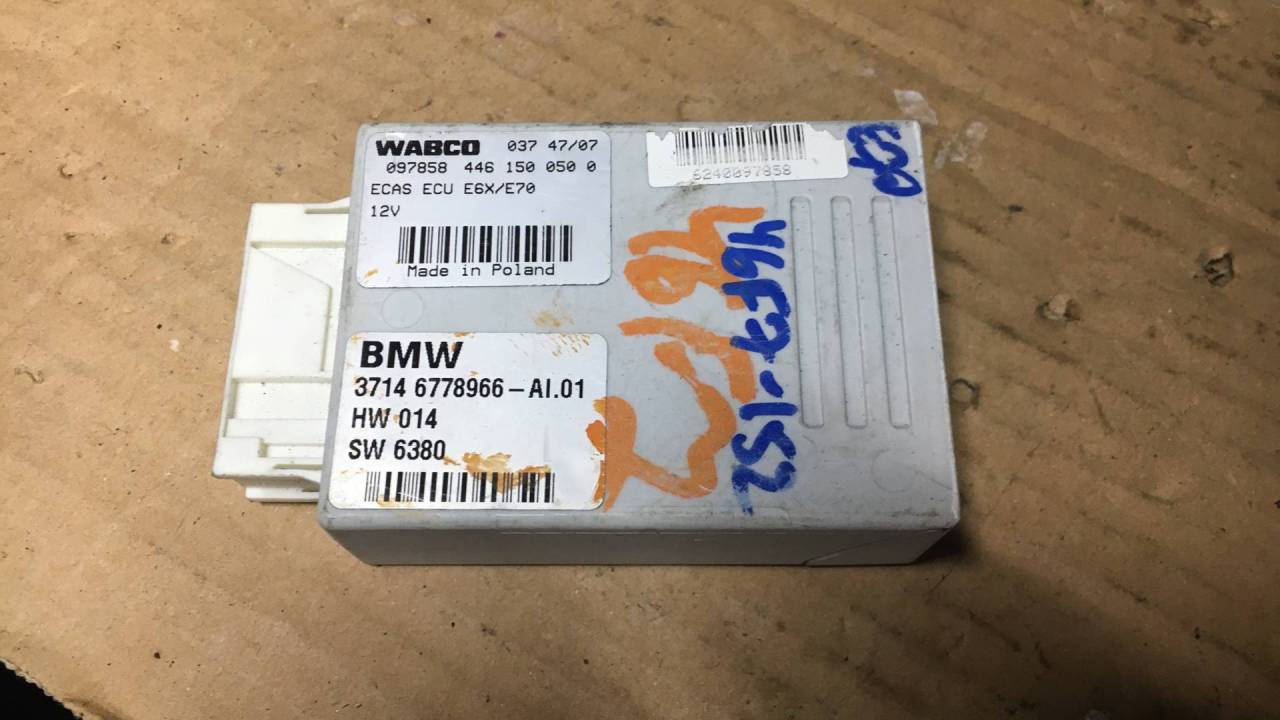 WABCO 037 47/07
097858 446 150 050 0
ECAS ECU E6X/E70
12V
Made in Poland
6240097858
BMW
3714 6778966–AI.01
HW 014
SW 6380